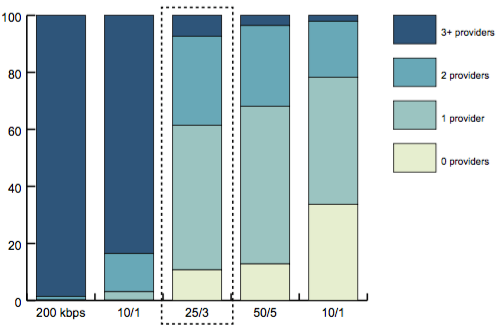 100
80
60
40
20
0
200 kbps 10/1 25/3 50/5 10/1
3+ providers
2 providers
1 provider
0 providers